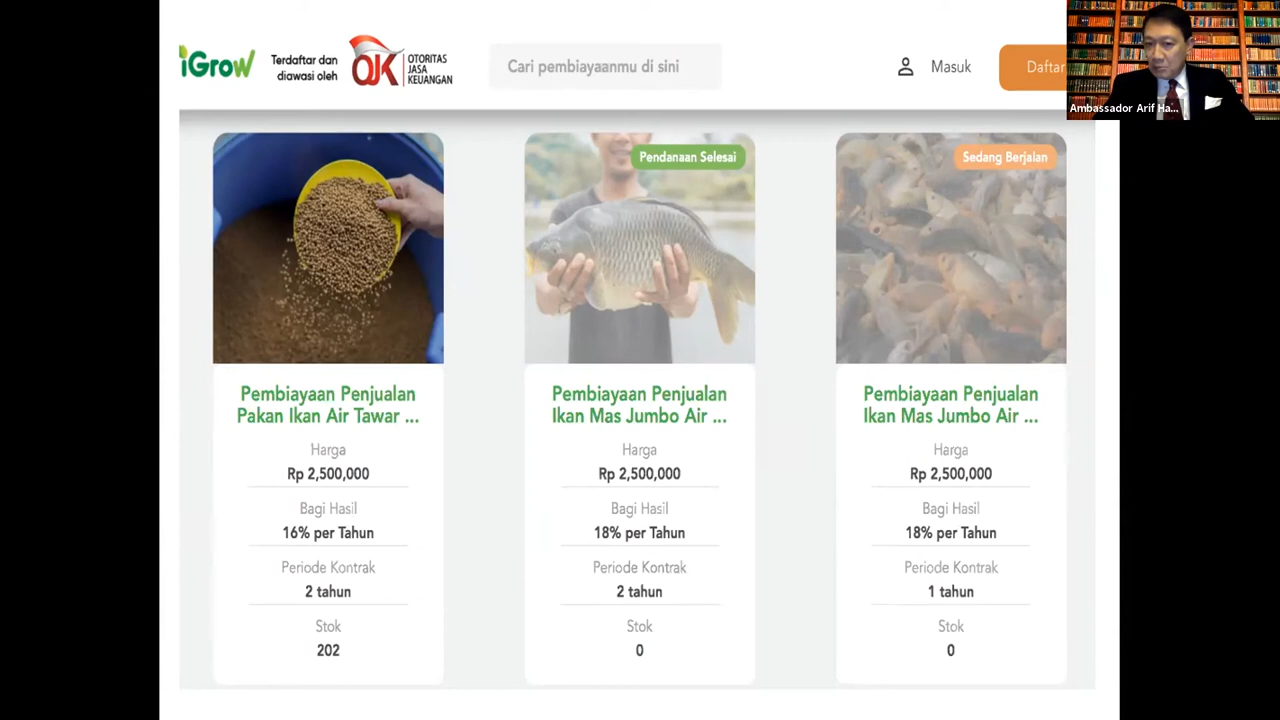 iGrow
Terdaftar dan
diawasi oleh
OJK
OTORITAS
JASA
KEUANGAN
Cari pembiayaanmu di sini
Masuk
Daftar
Ambassador Arif Ha...
Pendanaan Selesai
Sedang Berjalan
Pembiayaan Penjualan
Pakan Ikan Air Tawar ...
Harga
Rp 2,500,000
Bagi Hasil
16% per Tahun
Periode Kontrak
2 tahun
Stok
202
Pembiayaan Penjualan
Ikan Mas Jumbo Air ...
Harga
Rp 2,500,000
Bagi Hasil
18% per Tahun
Periode Kontrak
2 tahun
Stok
0
Pembiayaan Penjualan
Ikan Mas Jumbo Air ...
Harga
Rp 2,500,000
Bagi Hasil
18% per Tahun
Periode Kontrak
1 tahun
Stok
0